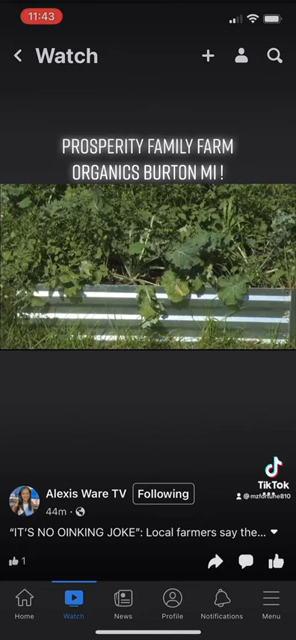 11:43
Watch
PROSPERITY FAMILY FARM
ORGANICS BURTON MI !
TikTok
@mzfortune810
Alexis Ware TV
Following
44m ·
“IT’S NO OINKING JOKE”: Local farmers say the...
1
Home
Watch
News
Profile
Notifications
Menu